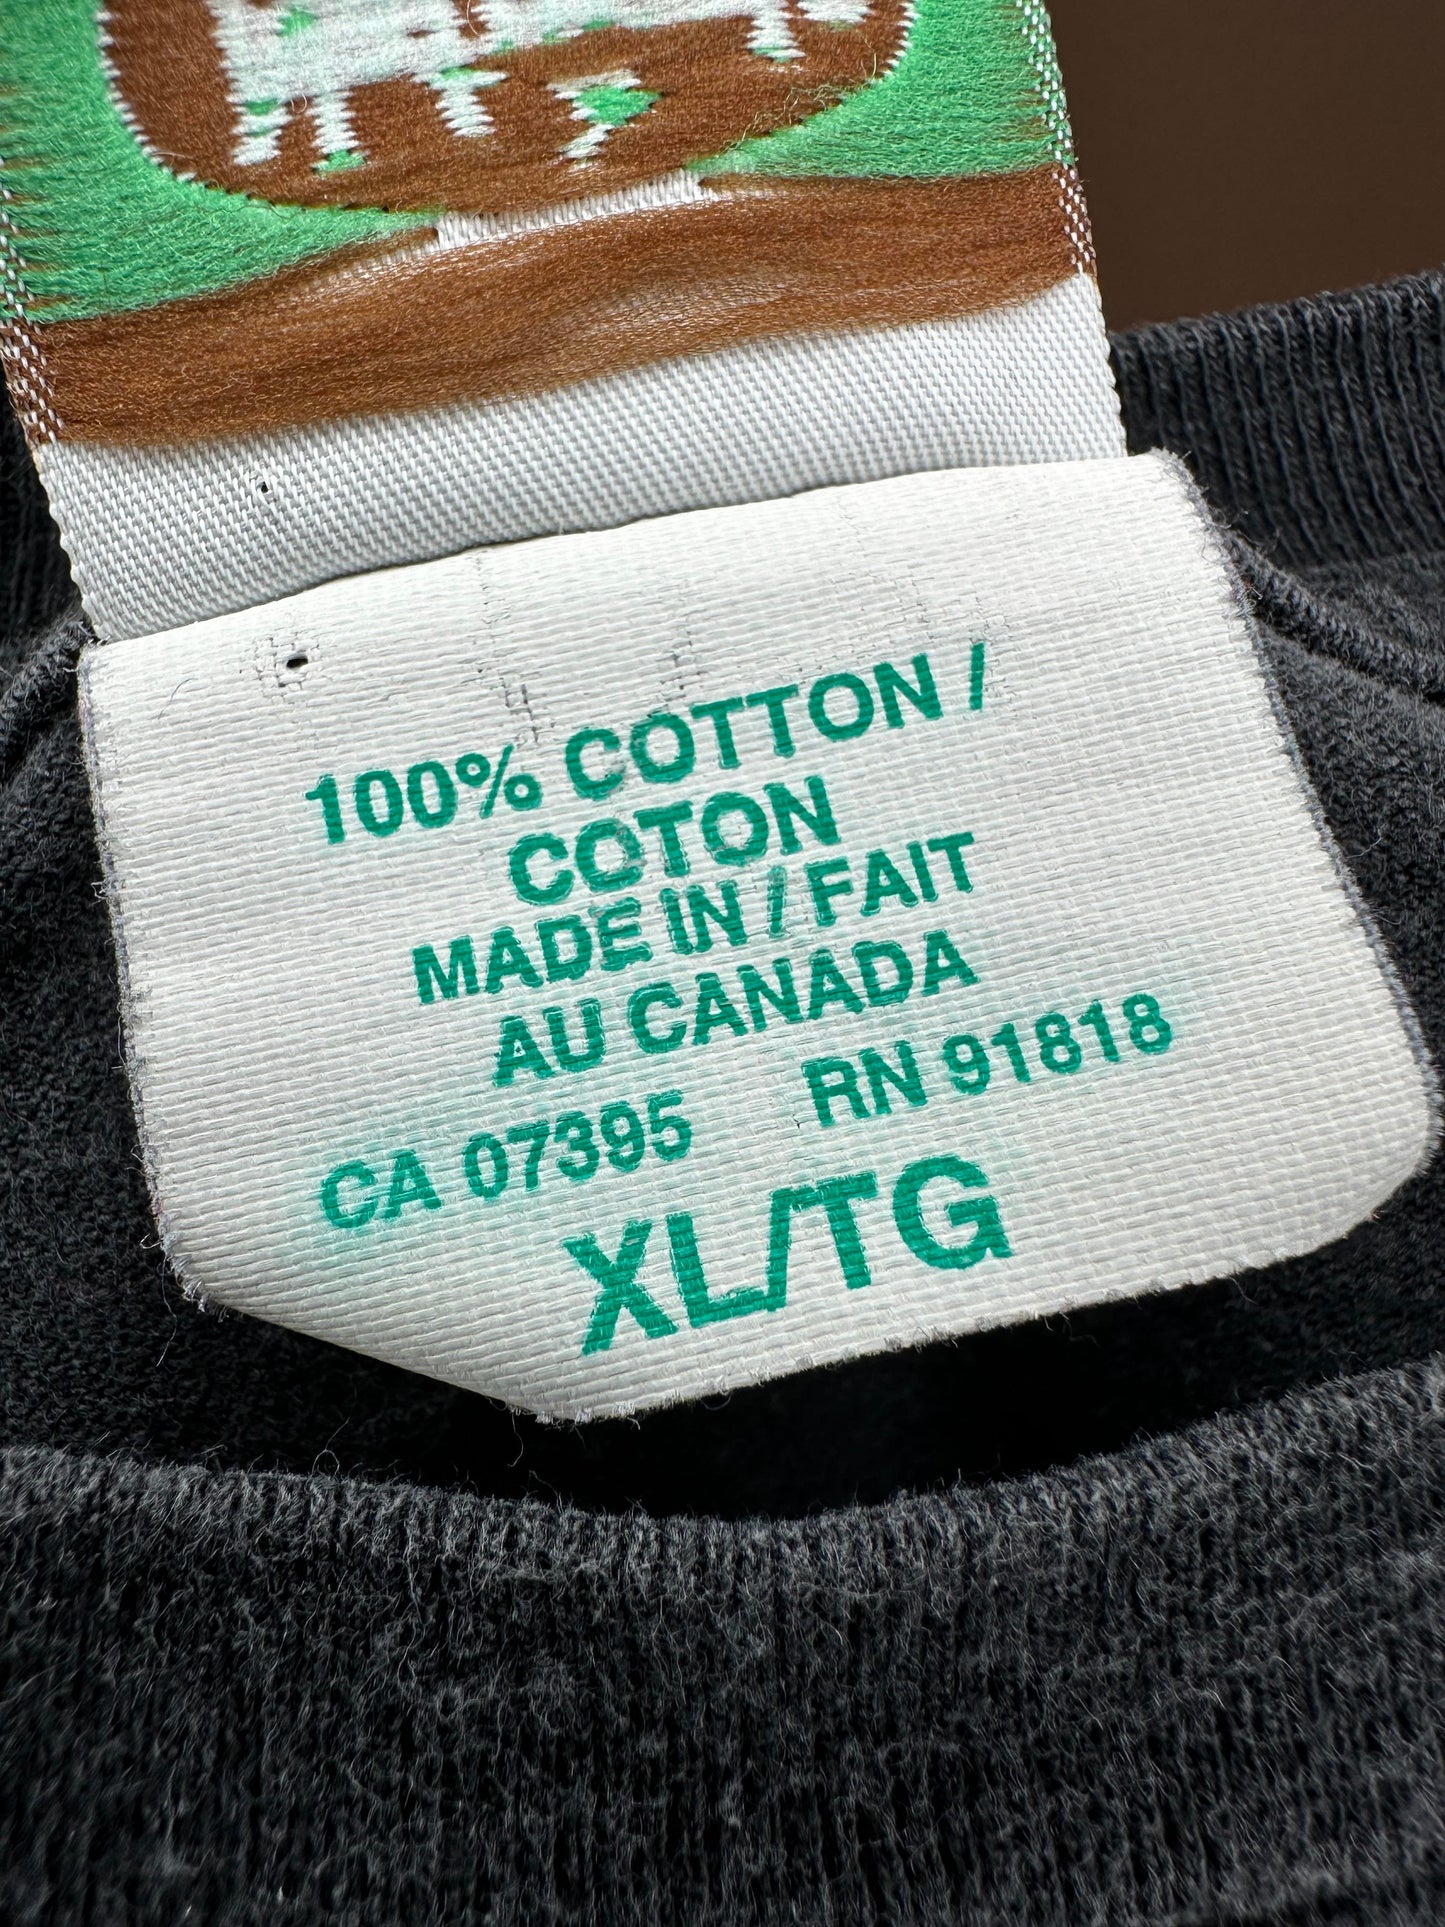 100% COTTON /
COTON
MADE IN / FAIT
AU CANADA
CA 07395 RN 91818
XL/TG